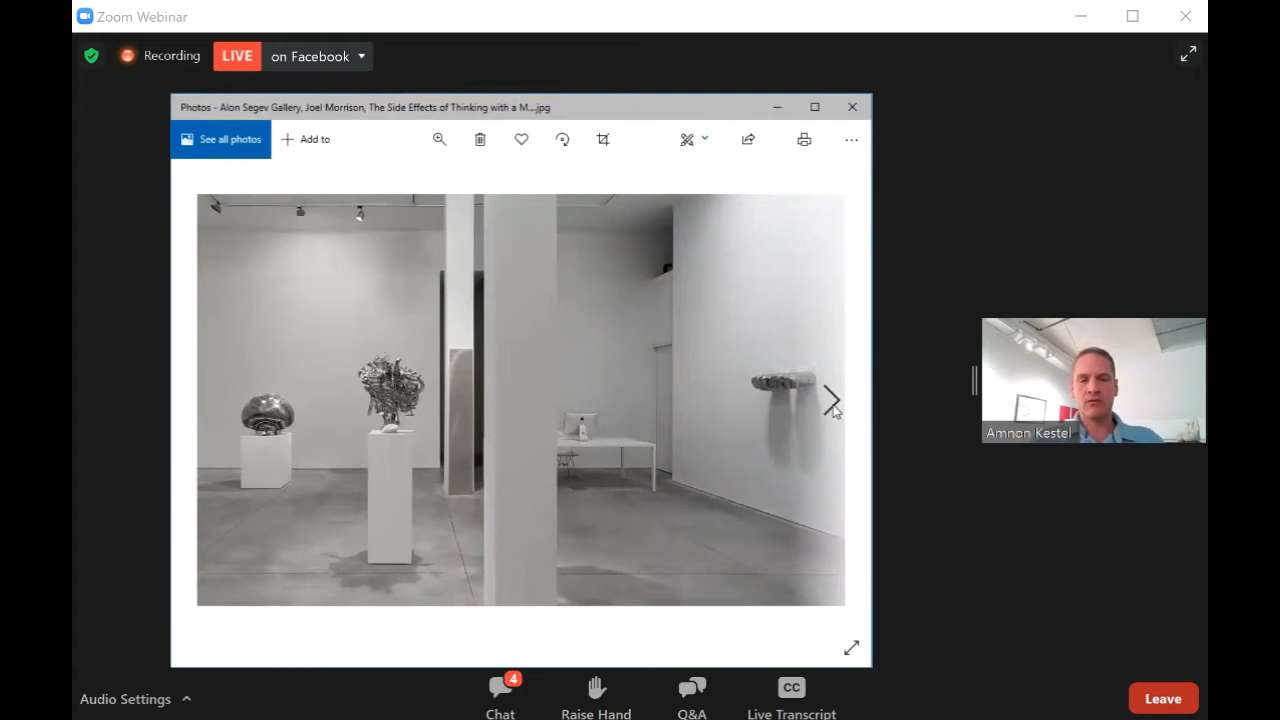 Zoom Webinar
Recording
LIVE on Facebook
Photos - Alon Segev Gallery, Joel Morrison, The Side Effects of Thinking with a M....jpg
See all photos
Add to
Amnon Kestel
Audio Settings
4
Chat
Raise Hand
Q&A
CC
Live Transcript
Leave